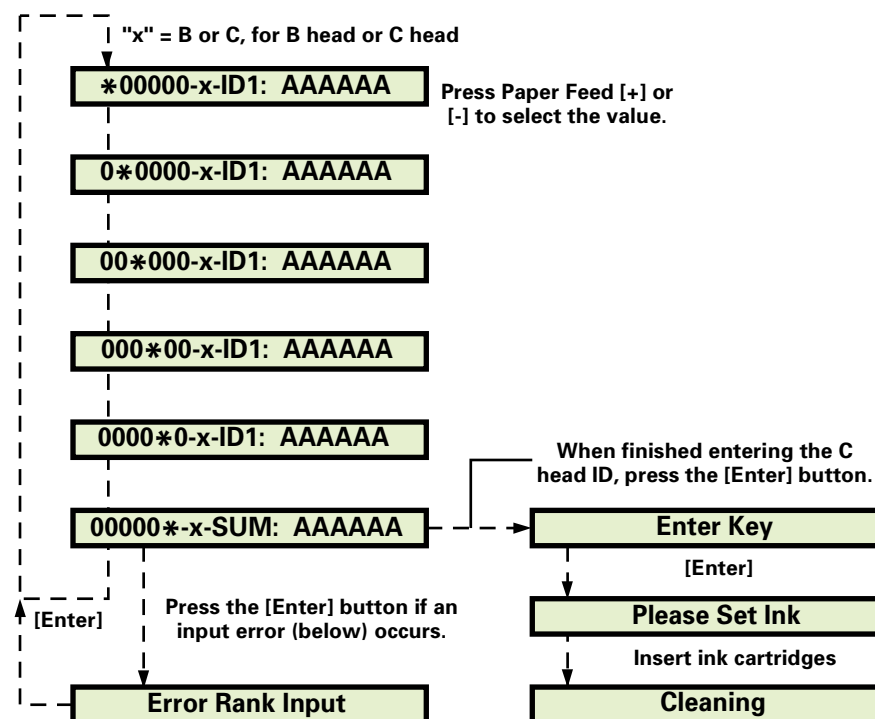 "x" = B or C, for B head or C head
*00000-x-ID1: AAAAAA
Press Paper Feed [+] or
[-] to select the value.
0*0000-x-ID1: AAAAAA
00*000-x-ID1: AAAAAA
000*00-x-ID1: AAAAAA
0000*0-x-ID1: AAAAAA
When finished entering the C
head ID, press the [Enter] button.
00000*-x-SUM: AAAAAA
Enter Key
[Enter]
[Enter]
Press the [Enter] button if an
input error (below) occurs.
Please Set Ink
Insert ink cartridges
Error Rank Input
Cleaning